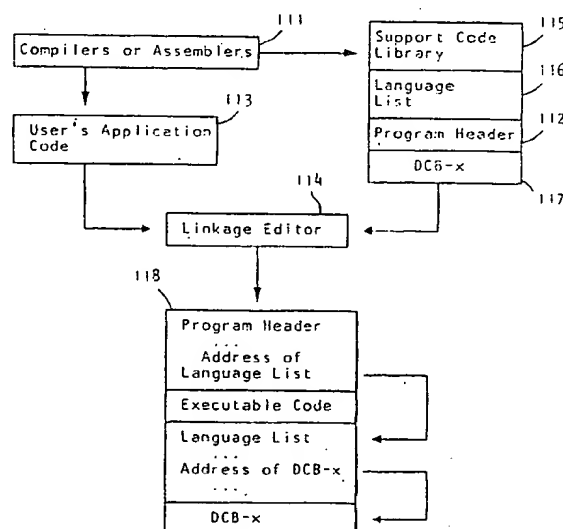 111
Compilers or Assemblers
115
Support Code
Library
116
Language
List
112
Program Header
DCB-x
117
113
User's Application
Code
114
Linkage Editor
118
Program Header
...
Address of
Language List
Executable Code
Language List
...
Address of DCB-x
....
DCB-x